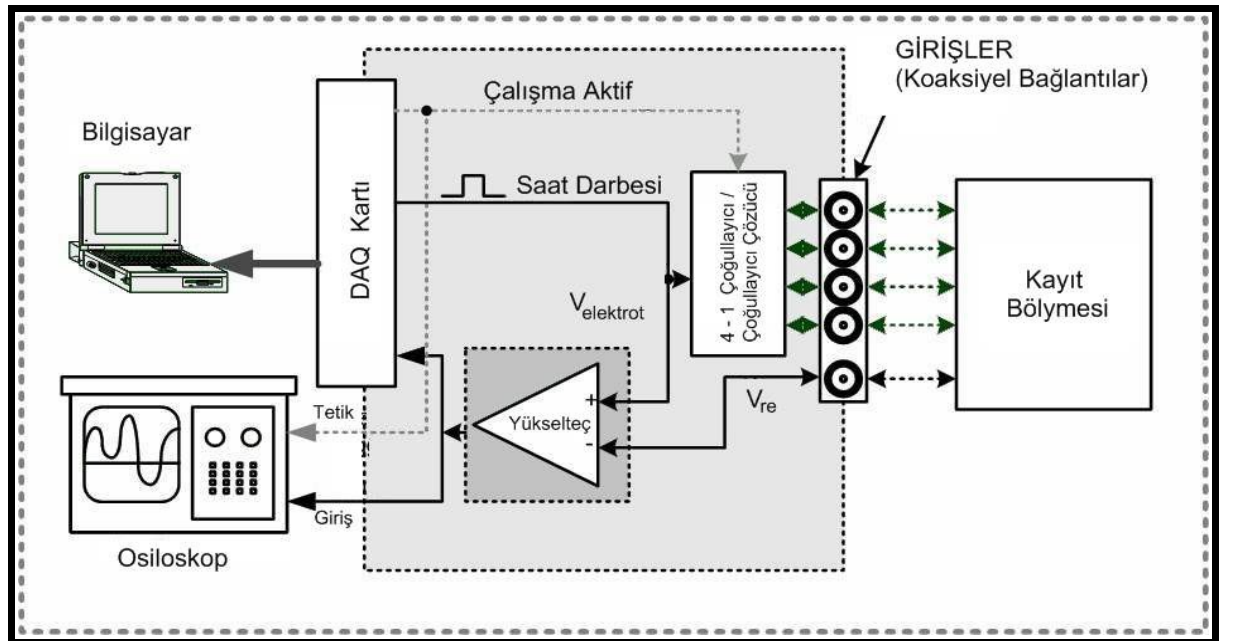 GİRİŞLER
(Koaksiyel Bağlantılar)
Çalışma Aktif
Bilgisayar
Saat Darbesi
DAQ Kartı
4 - 1 Çoğullayıcı /
Çoğullayıcı Çözücü
Kayıt
Bölymesi
Velektrot
Vre
+
Yükselteç
-
Tetik
Giriş
Osiloskop